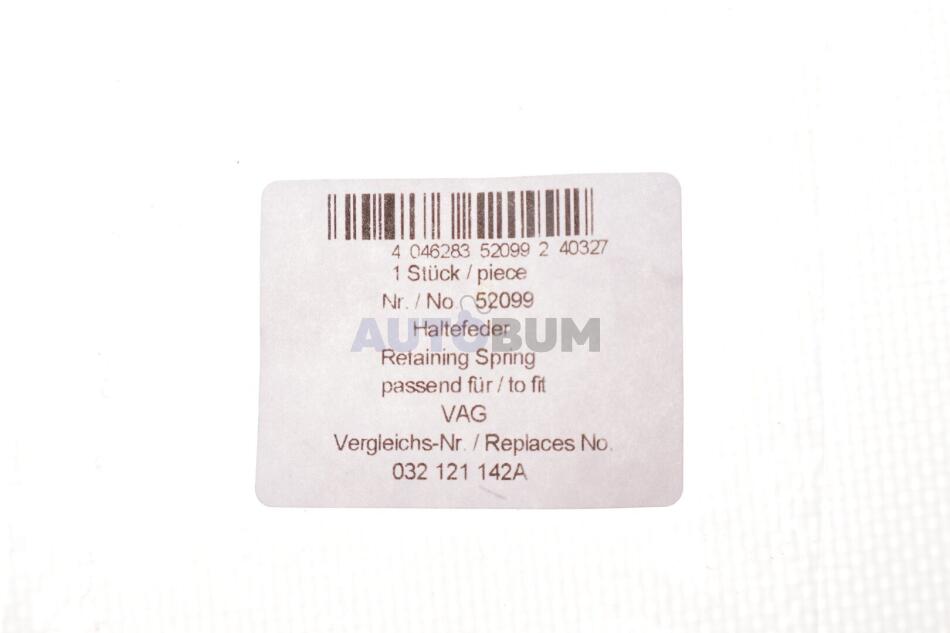 4 046283 52099 2 40327
1 Stück / piece
Nr. / No. 52099
Haltefeder
AUTOBUM
Retaining Spring
passend für / to fit
VAG
Vergleichs-Nr. / Replaces No.
032 121 142A